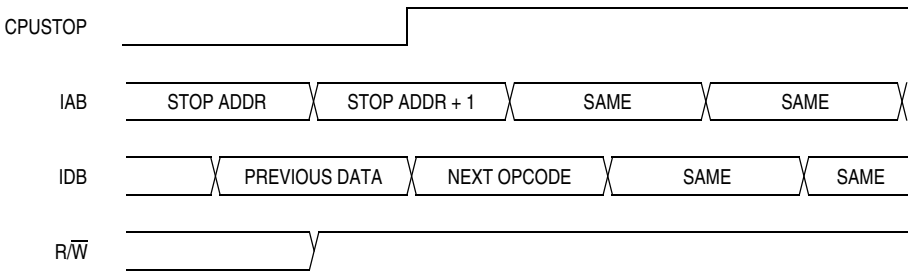 CPUSTOP
IAB STOP ADDR STOP ADDR + 1 SAME SAME
IDB PREVIOUS DATA NEXT OPCODE SAME SAME
R/W̅